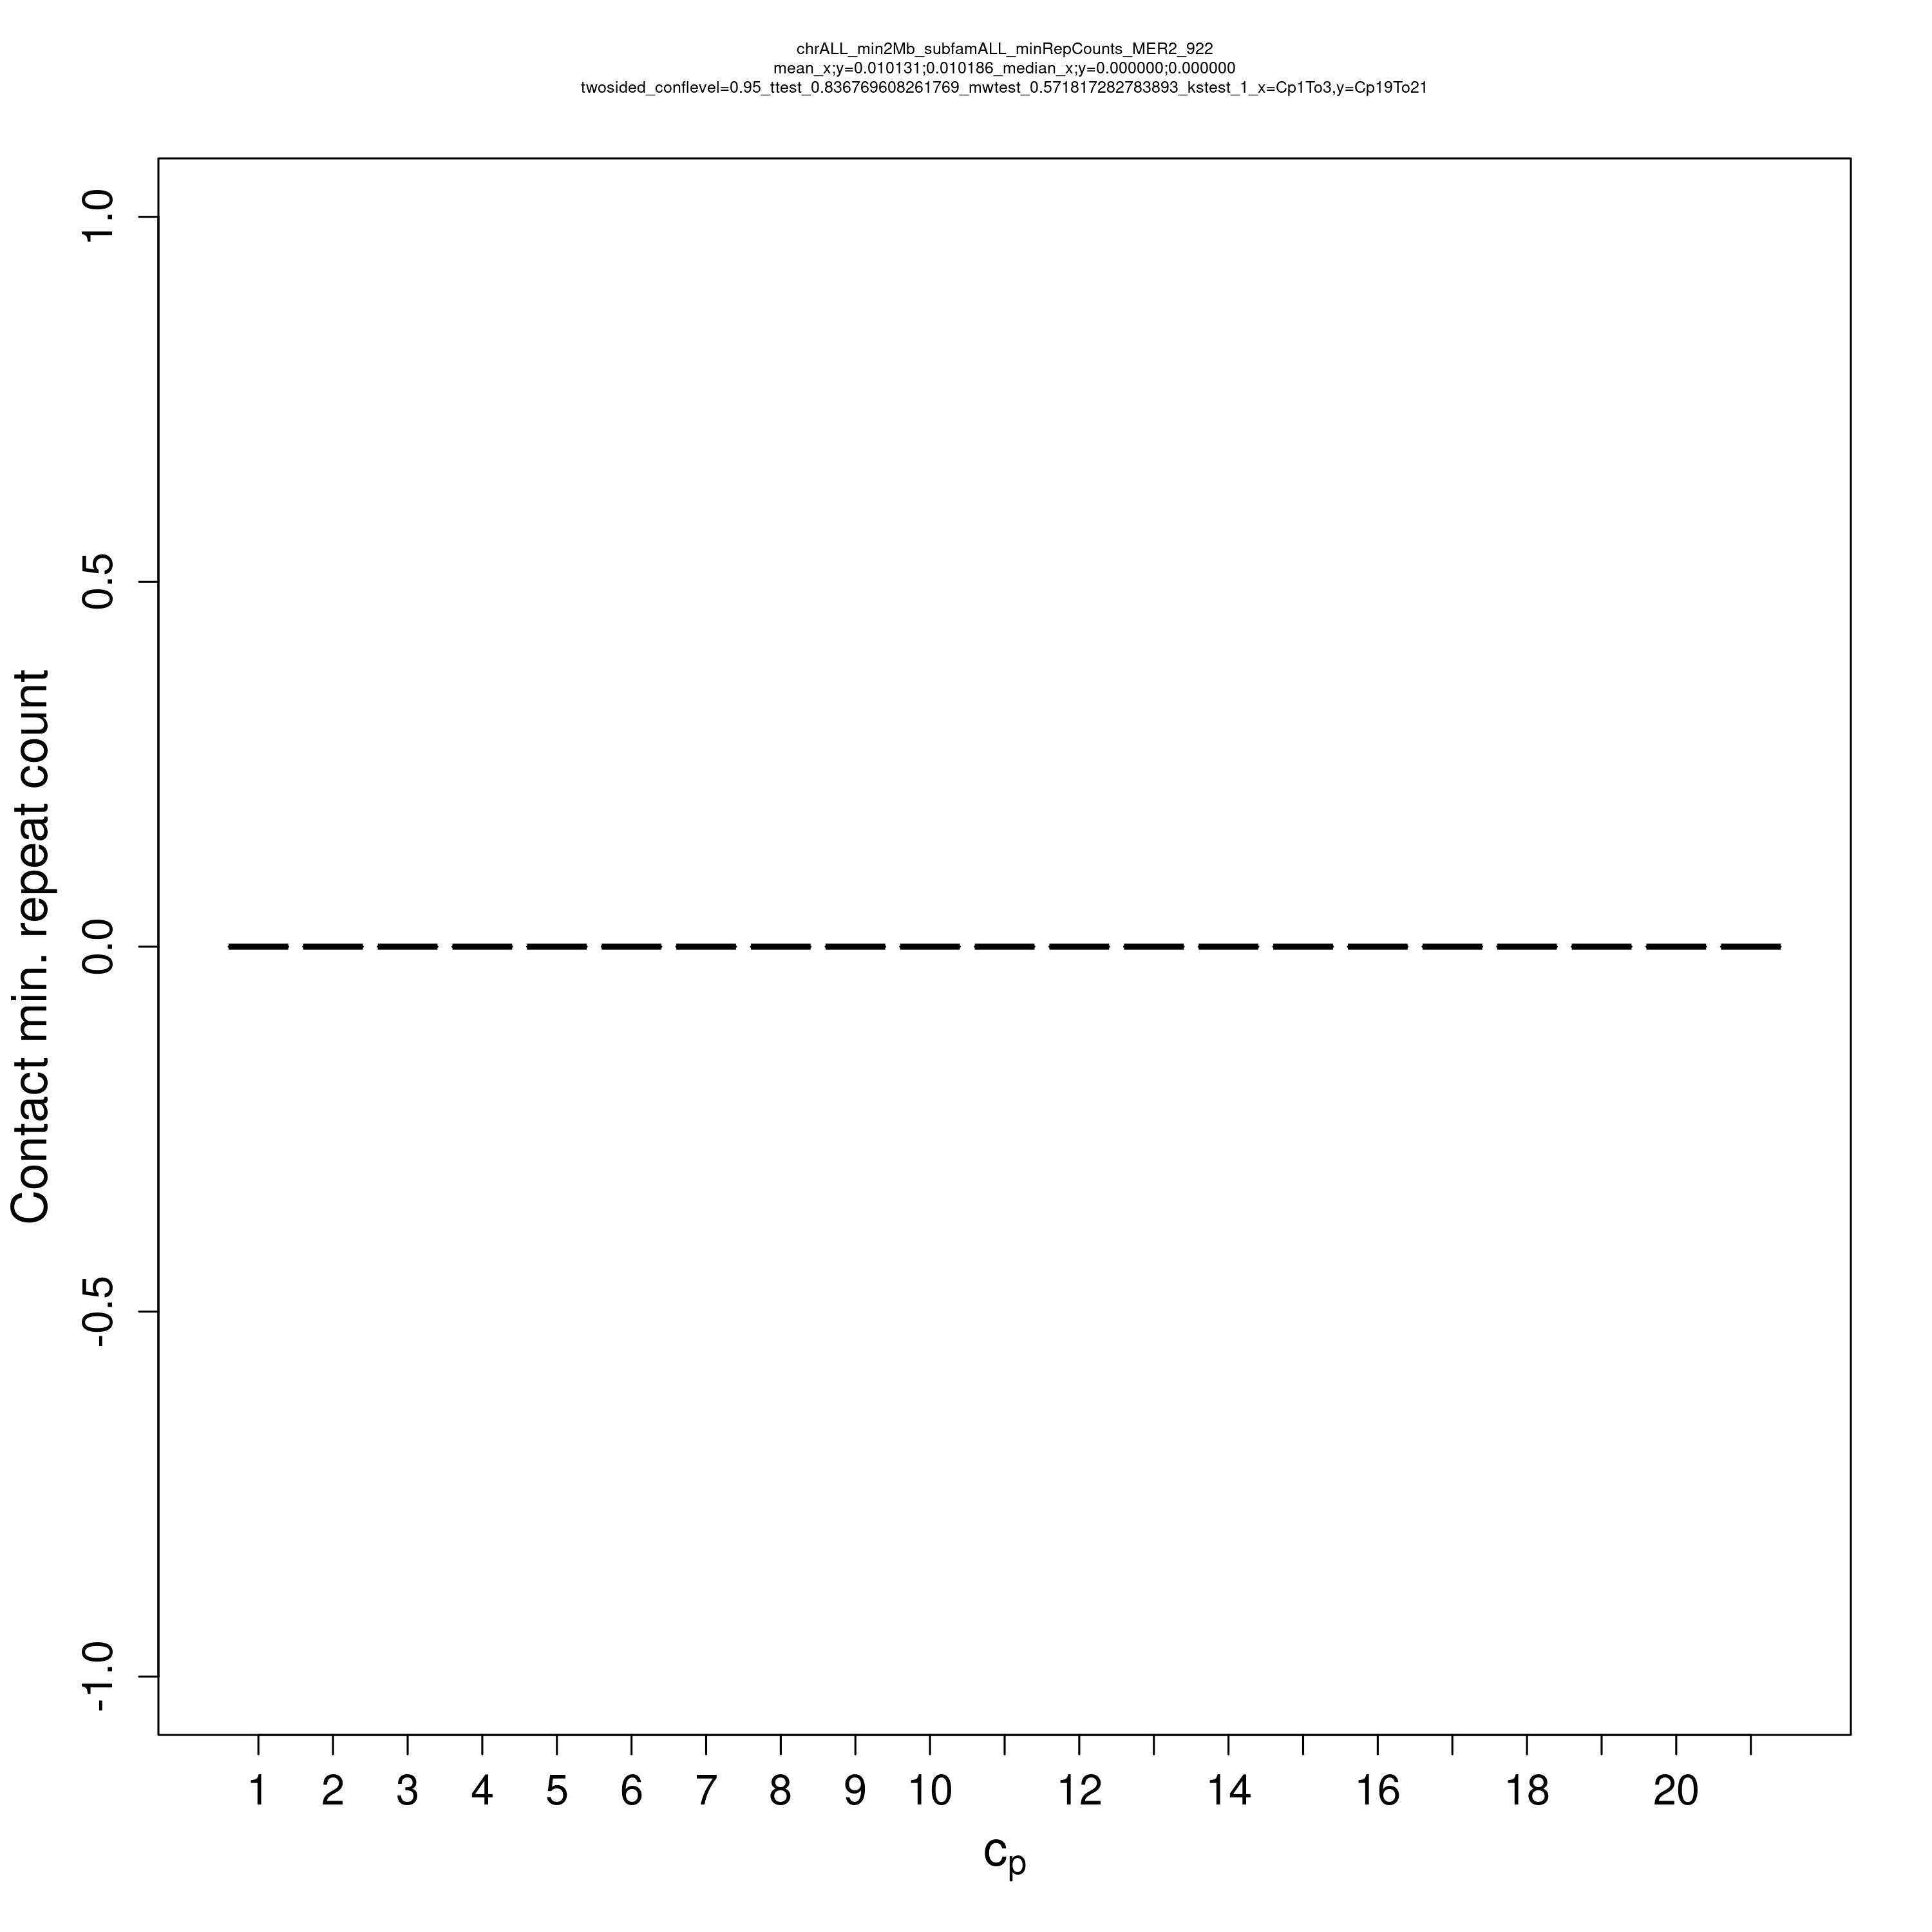 chrALL_min2Mb_subfamALL_minRepCounts_MER2_922
mean_x;y=0.010131;0.010186_median_x;y=0.000000;0.000000
twosided_conflevel=0.95_ttest_0.836769608261769_mwtest_0.571817282783893_kstest_1_x=Cp1To3,y=Cp19To21
Contact min. repeat count
1.0
0.5
0.0
-0.5
-1.0
1 2 3 4 5 6 7 8 9 10 12 14 16 18 20
cp